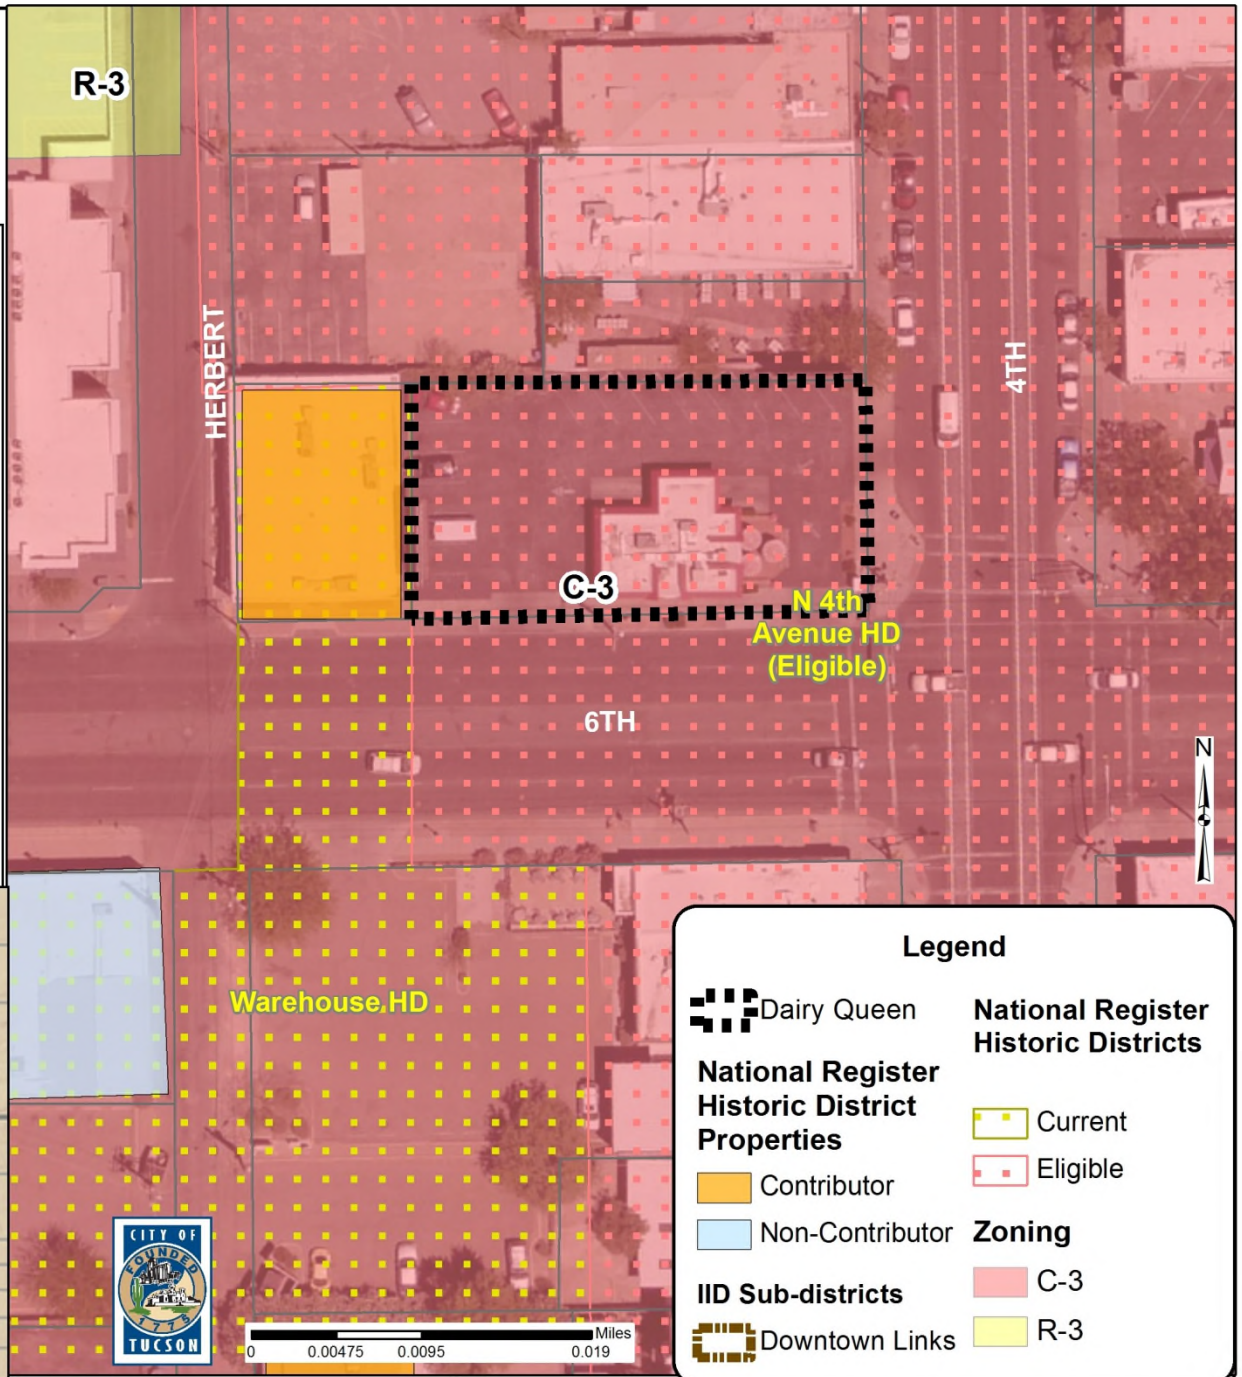 R-3
HERBERT
4TH
C-3
N 4th
Avenue HD
(Eligible)
6TH
N
Warehouse HD
Legend
Dairy Queen
National Register
Historic District
Properties
Contributor
Non-Contributor
IID Sub-districts
Downtown Links
National Register
Historic Districts
Current
Eligible
Zoning
C-3
R-3
CITY OF
FOUNDED
1775
TUCSON
Miles
0 0.00475 0.0095 0.019